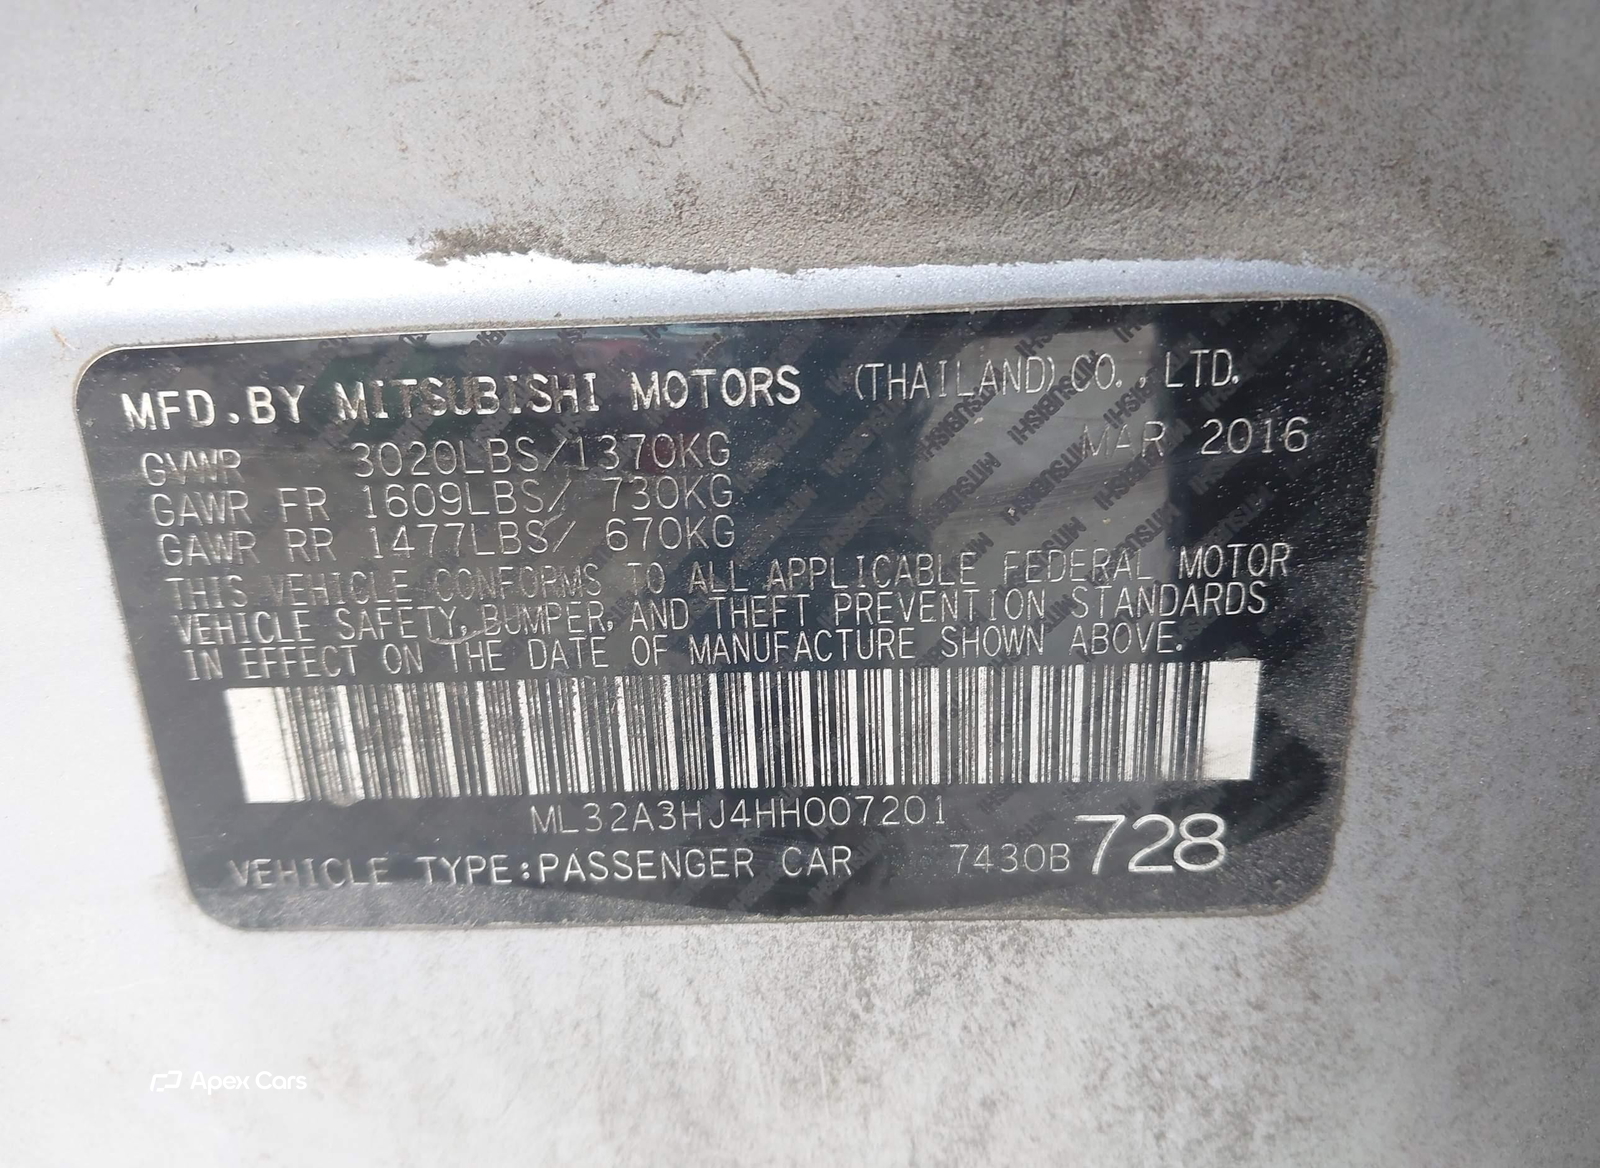 MFD.BY MITSUBISHI MOTORS (THAILAND) CO., LTD.
GVWR 3020LBS/1370KG MAR 2016
GAWR FR 1609LBS/ 730KG
GAWR RR 1477LBS/ 670KG
THIS VEHICLE CONFORMS TO ALL APPLICABLE FEDERAL MOTOR
VEHICLE SAFETY, BUMPER, AND THEFT PREVENTION STANDARDS
IN EFFECT ON THE DATE OF MANUFACTURE SHOWN ABOVE.
ML32A3HJ4HH007201
VEHICLE TYPE:PASSENGER CAR 7430B 728
Apex Cars